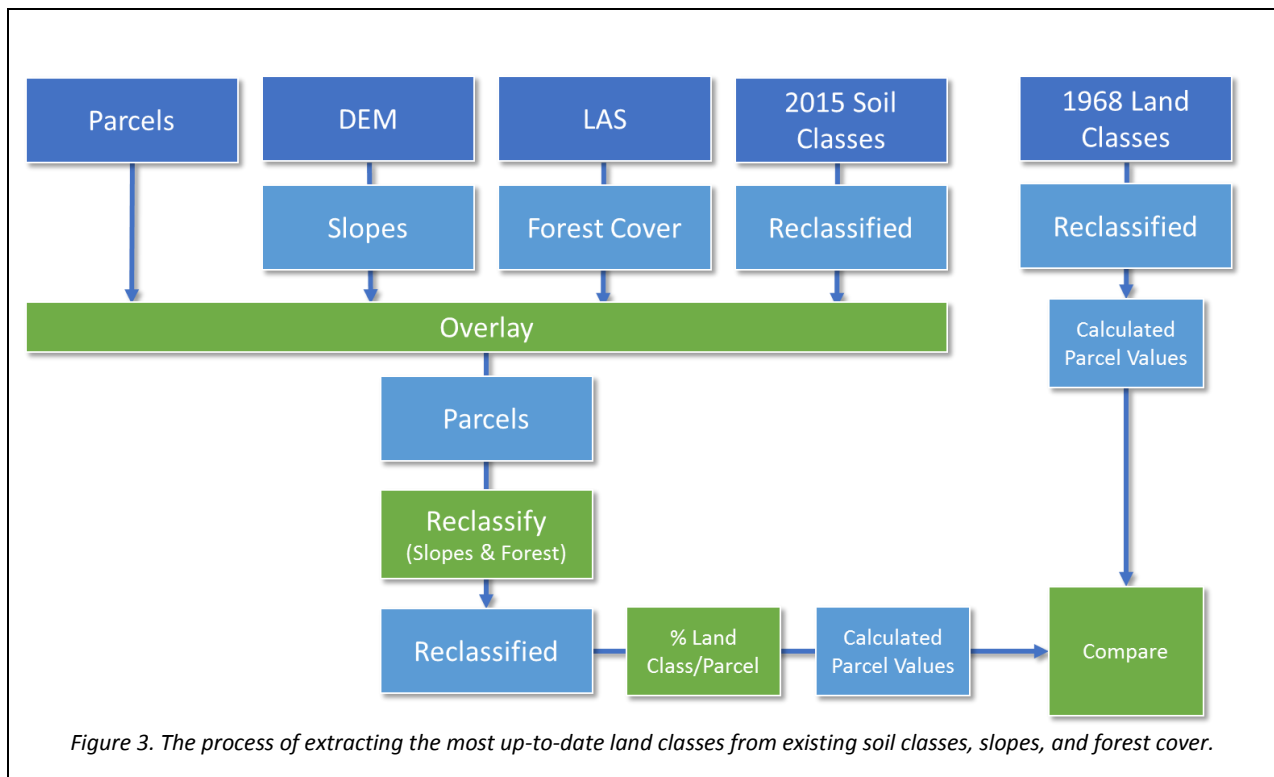 Parcels
DEM
LAS
2015 Soil
Classes
1968 Land
Classes
Slopes
Forest Cover
Reclassified
Reclassified
Overlay
Calculated
Parcel Values
Parcels
Reclassify
(Slopes & Forest)
Reclassified
% Land
Class/Parcel
Calculated
Parcel Values
Compare
Figure 3. The process of extracting the most up-to-date land classes from existing soil classes, slopes, and forest cover.